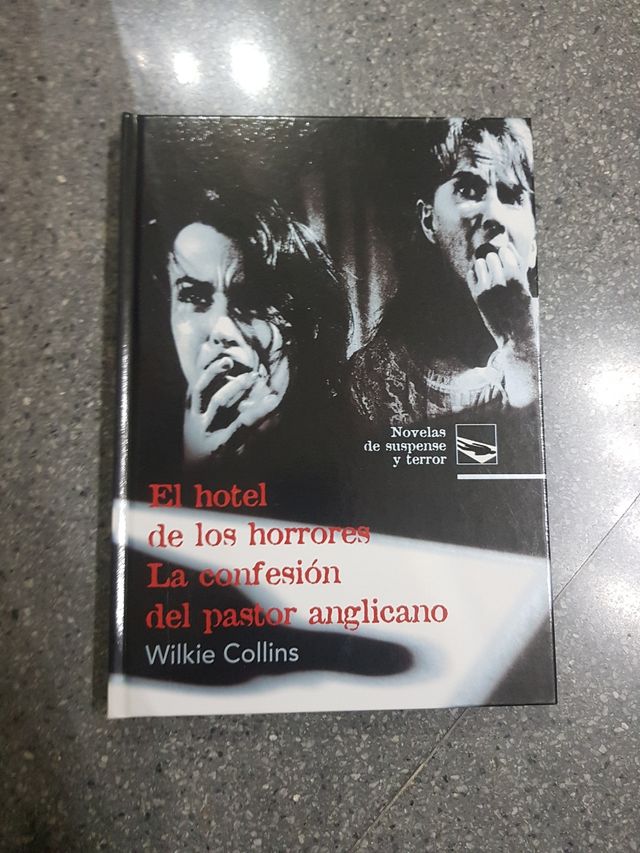 Novelas
de suspense
y terror
El hotel
de los horrores
La confesión
del pastor anglicano
Wilkie Collins